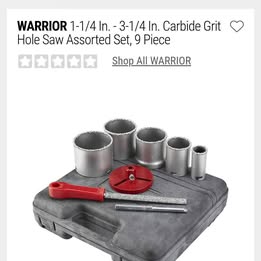 WARRIOR 1-1/4 In. - 3-1/4 In. Carbide Grit
Hole Saw Assorted Set, 9 Piece
Shop All WARRIOR